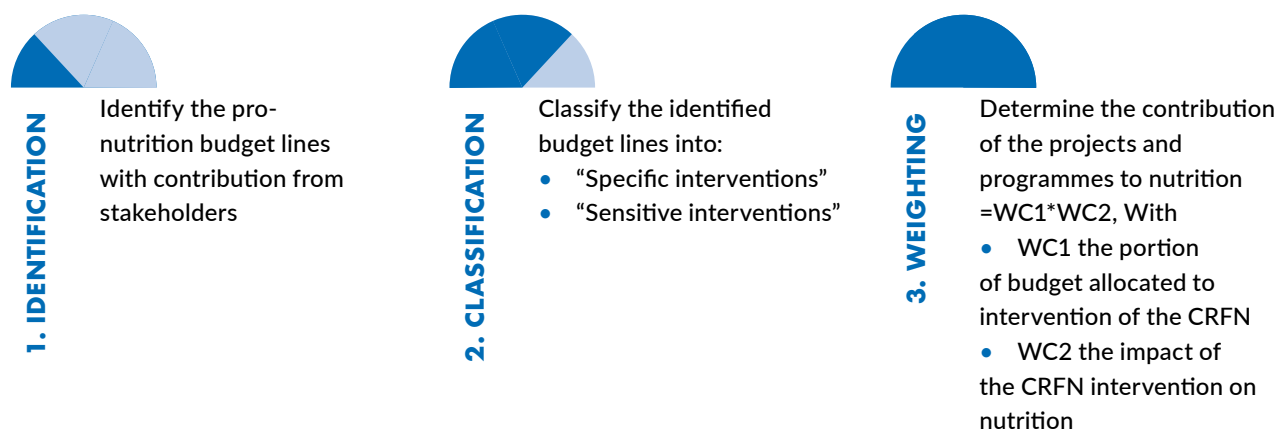 1. IDENTIFICATION
Identify the pro-
nutrition budget lines
with contribution from
stakeholders
2. CLASSIFICATION
Classify the identified
budget lines into:
• “Specific interventions”
• “Sensitive interventions”
3. WEIGHTING
Determine the contribution
of the projects and
programmes to nutrition
=WC1*WC2, With
• WC1 the portion
of budget allocated to
intervention of the CRFN
• WC2 the impact of
the CRFN intervention on
nutrition